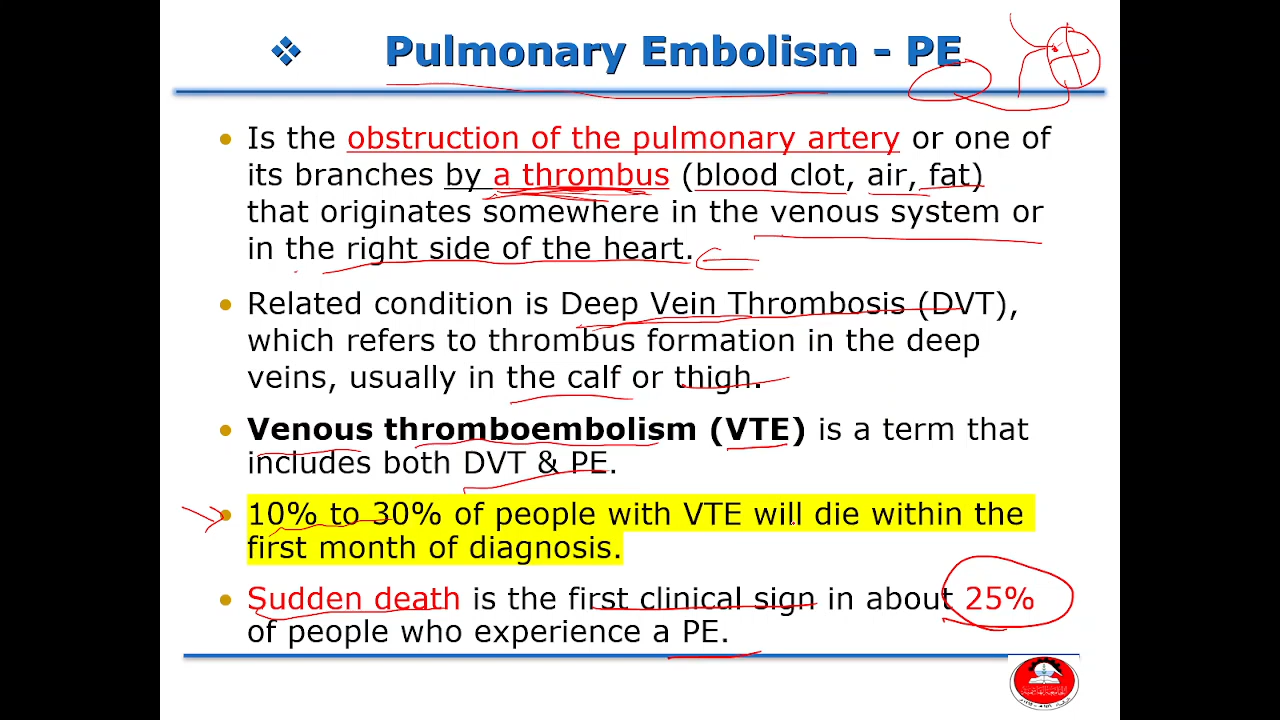 ❖ Pulmonary Embolism - PE
• Is the obstruction of the pulmonary artery or one of
its branches by a thrombus (blood clot, air, fat)
that originates somewhere in the venous system or
in the right side of the heart.
• Related condition is Deep Vein Thrombosis (DVT),
which refers to thrombus formation in the deep
veins, usually in the calf or thigh.
• Venous thromboembolism (VTE) is a term that
includes both DVT & PE.
• 10% to 30% of people with VTE will die within the
first month of diagnosis.
• Sudden death is the first clinical sign in about 25%
of people who experience a PE.